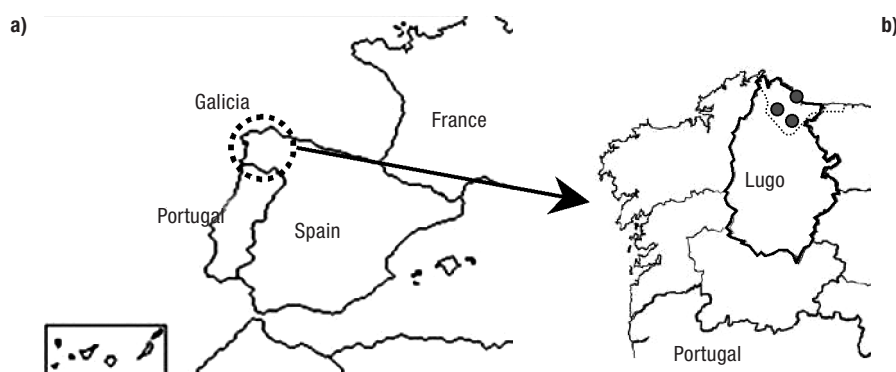 a)
b)
Galicia
France
Portugal
Spain
Lugo
Portugal